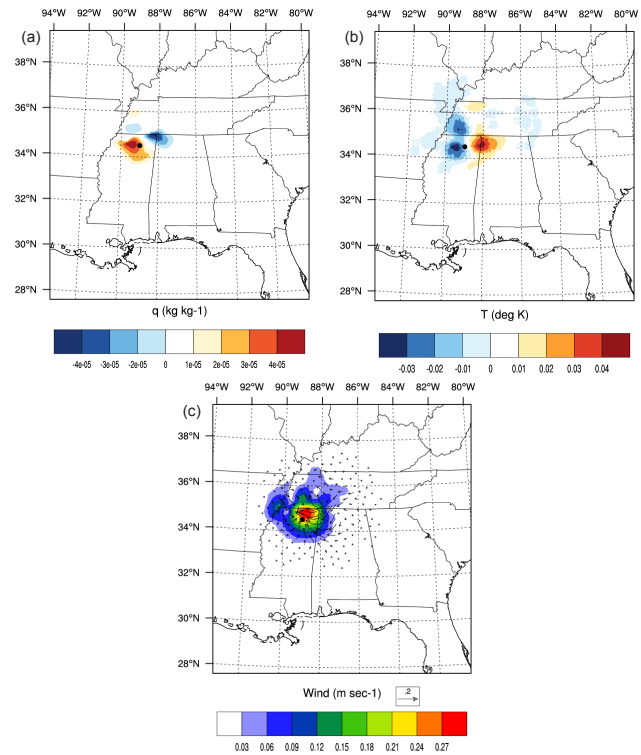 94°W 92°W 90°W 88°W 86°W 84°W 82°W 80°W
(a)
38°N
36°N
34°N
32°N
30°N
28°N
q (kg kg-1)
-4e-05 -3e-05 -2e-05 0 1e-05 2e-05 3e-05 4e-05
94°W 92°W 90°W 88°W 86°W 84°W 82°W 80°W
(b)
38°N
36°N
34°N
32°N
30°N
28°N
T (deg K)
-0.03 -0.02 -0.01 0 0.01 0.02 0.03 0.04
94°W 92°W 90°W 88°W 86°W 84°W 82°W 80°W
(c)
38°N
36°N
34°N
32°N
30°N
28°N
Wind (m sec-1) .2
0.03 0.06 0.09 0.12 0.15 0.18 0.21 0.24 0.27